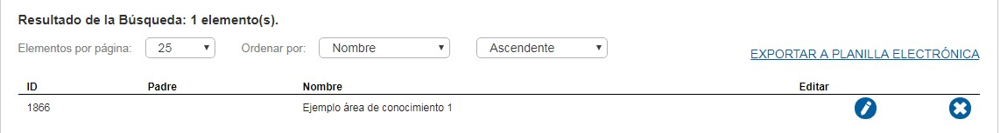 Resultado de la Búsqueda: 1 elemento(s).
Elementos por página: 25 Ordenar por: Nombre Ascendente
EXPORTAR A PLANILLA ELECTRÓNICA
ID Padre Nombre Editar
1866 Ejemplo área de conocimiento 1